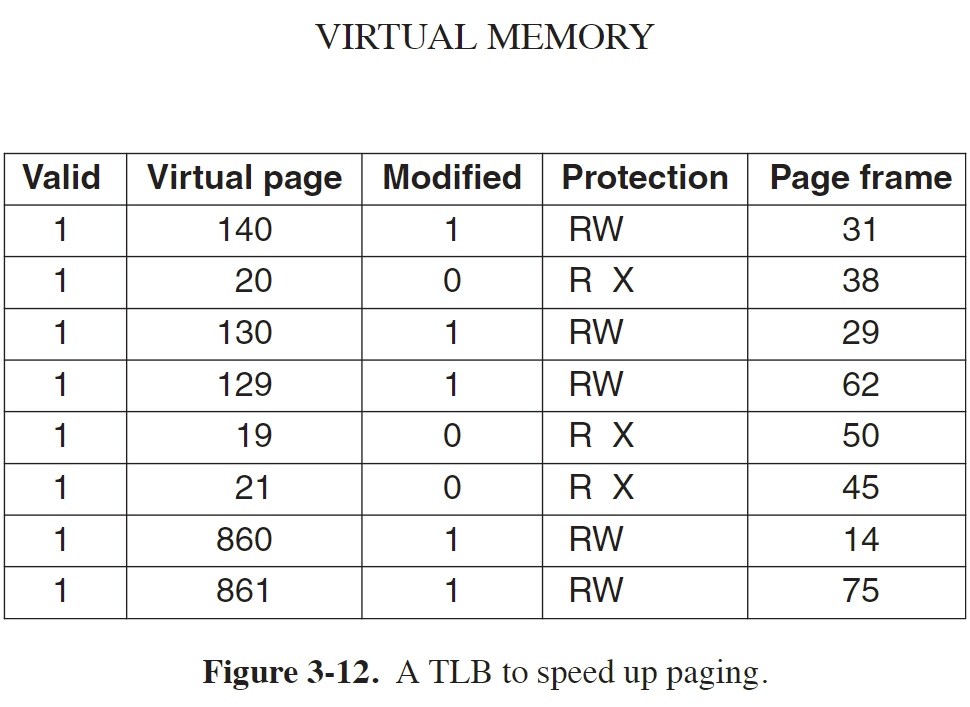 VIRTUAL MEMORY
Valid Virtual page Modified Protection Page frame
1 140 1 RW 31
1 20 0 R X 38
1 130 1 RW 29
1 129 1 RW 62
1 19 0 R X 50
1 21 0 R X 45
1 860 1 RW 14
1 861 1 RW 75
Figure 3-12. A TLB to speed up paging.